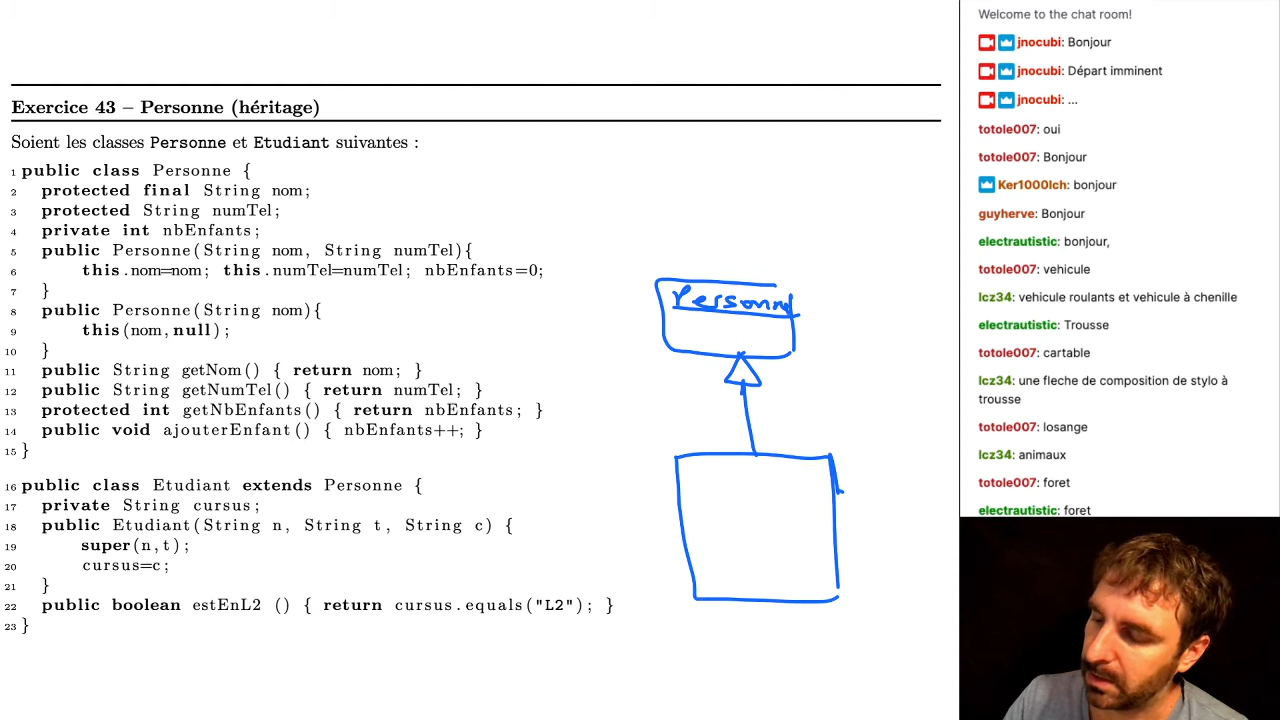 Exercice 43 – Personne (héritage)
Soient les classes Personne et Etudiant suivantes :
1 public class Personne {
2 protected final String nom;
3 protected String numTel;
4 private int nbEnfants;
5 public Personne(String nom, String numTel){
6 this.nom=nom; this.numTel=numTel; nbEnfants=0;
7 }
8 public Personne(String nom){
9 this(nom,null);
10 }
11 public String getNom() { return nom; }
12 public String getNumTel() { return numTel; }
13 protected int getNbEnfants() { return nbEnfants; }
14 public void ajouterEnfant() { nbEnfants++; }
15 }
16 public class Etudiant extends Personne {
17 private String cursus;
18 public Etudiant(String n, String t, String c) {
19 super(n,t);
20 cursus=c;
21 }
22 public boolean estEnL2 () { return cursus.equals("L2"); }
23 }
Personne
Welcome to the chat room!
jnocubi: Bonjour
jnocubi: Départ imminent
jnocubi: ...
totole007: oui
totole007: Bonjour
Ker1000lch: bonjour
guyherve: Bonjour
electrautistic: bonjour,
totole007: vehicule
lcz34: vehicule roulants et vehicule à chenille
electrautistic: Trousse
totole007: cartable
lcz34: une fleche de composition de stylo à
trousse
totole007: losange
lcz34: animaux
totole007: foret
electrautistic: foret